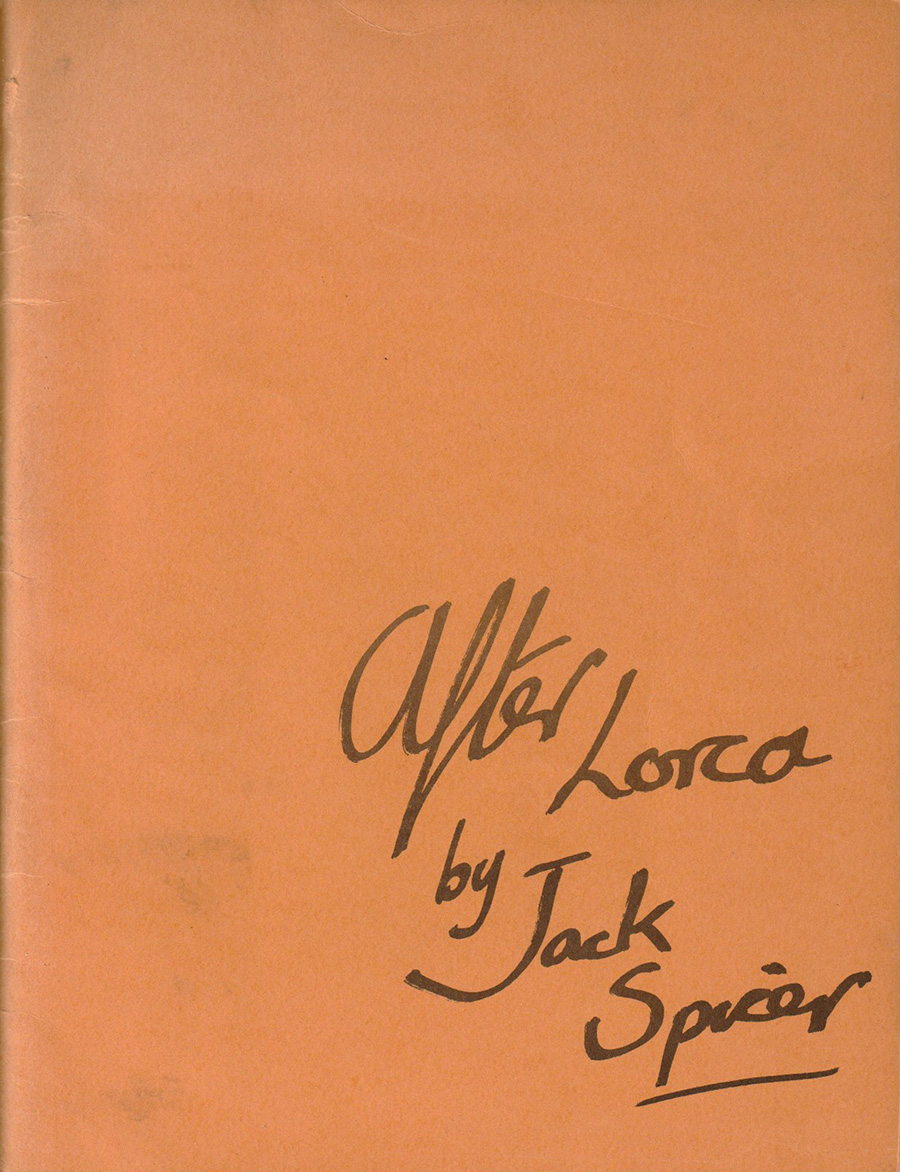 After
Lorca
by Jack
Spicer